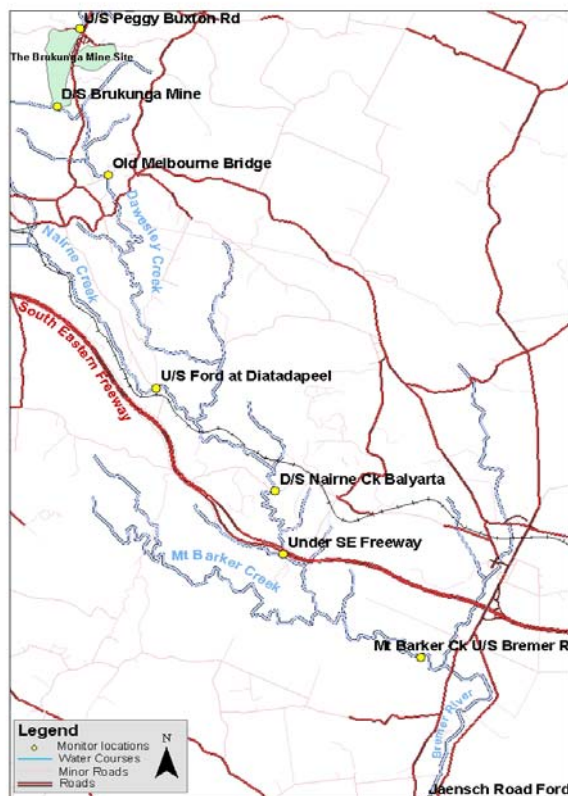 U/S Peggy Buxton Rd
The Brukunga Mine Site
D/S Brukunga Mine
Old Melbourne Bridge
Dawesley Creek
Nairne Creek
South Eastern Freeway
U/S Ford at Diatadapeel
D/S Nairne Ck Balyarta
Under SE Freeway
Mt Barker Creek
Mt Barker Ck U/S Bremer R
Bremer River
Jaensch Road Ford
Legend
Monitor locations
Water Courses
Minor Roads
Roads
N